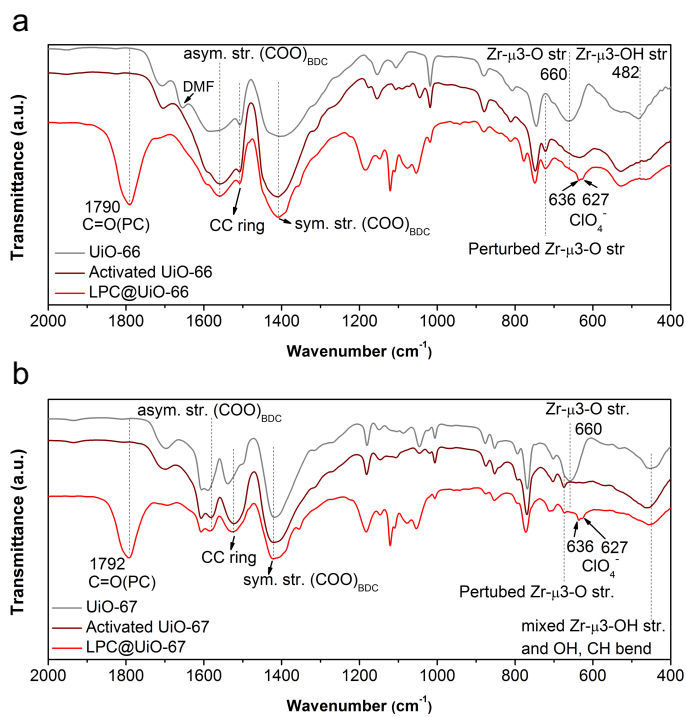 a
asym. str. (COO)BDC
Zr-μ3-O str
660
Zr-μ3-OH str
482
DMF
1790
C=O(PC)
CC ring
sym. str. (COO)BDC
636
627
ClO4-
Perturbed Zr-μ3-O str
UiO-66
Activated UiO-66
LPC@UiO-66
Transmittance (a.u.)
2000 1800 1600 1400 1200 1000 800 600 400
Wavenumber (cm-1)
b
asym. str. (COO)BDC
Zr-μ3-O str.
660
1792
C=O(PC)
CC ring
sym. str. (COO)BDC
636
627
ClO4-
Pertubed Zr-μ3-O str.
mixed Zr-μ3-OH str.
and OH, CH bend
UiO-67
Activated UiO-67
LPC@UiO-67
Transmittance (a.u.)
2000 1800 1600 1400 1200 1000 800 600 400
Wavenumber (cm-1)